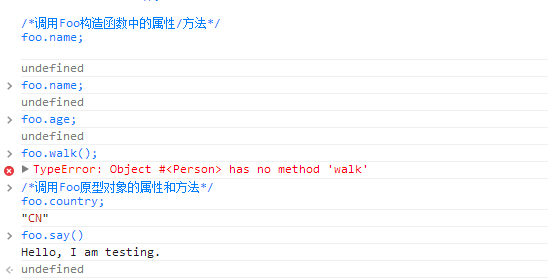 /*调用Foo构造函数中的属性/方法*/
foo.name;
undefined
foo.name;
undefined
foo.age;
undefined
foo.walk();
TypeError: Object #<Person> has no method 'walk'
/*调用Foo原型对象的属性和方法*/
foo.country;
"CN"
foo.say()
Hello, I am testing.
undefined